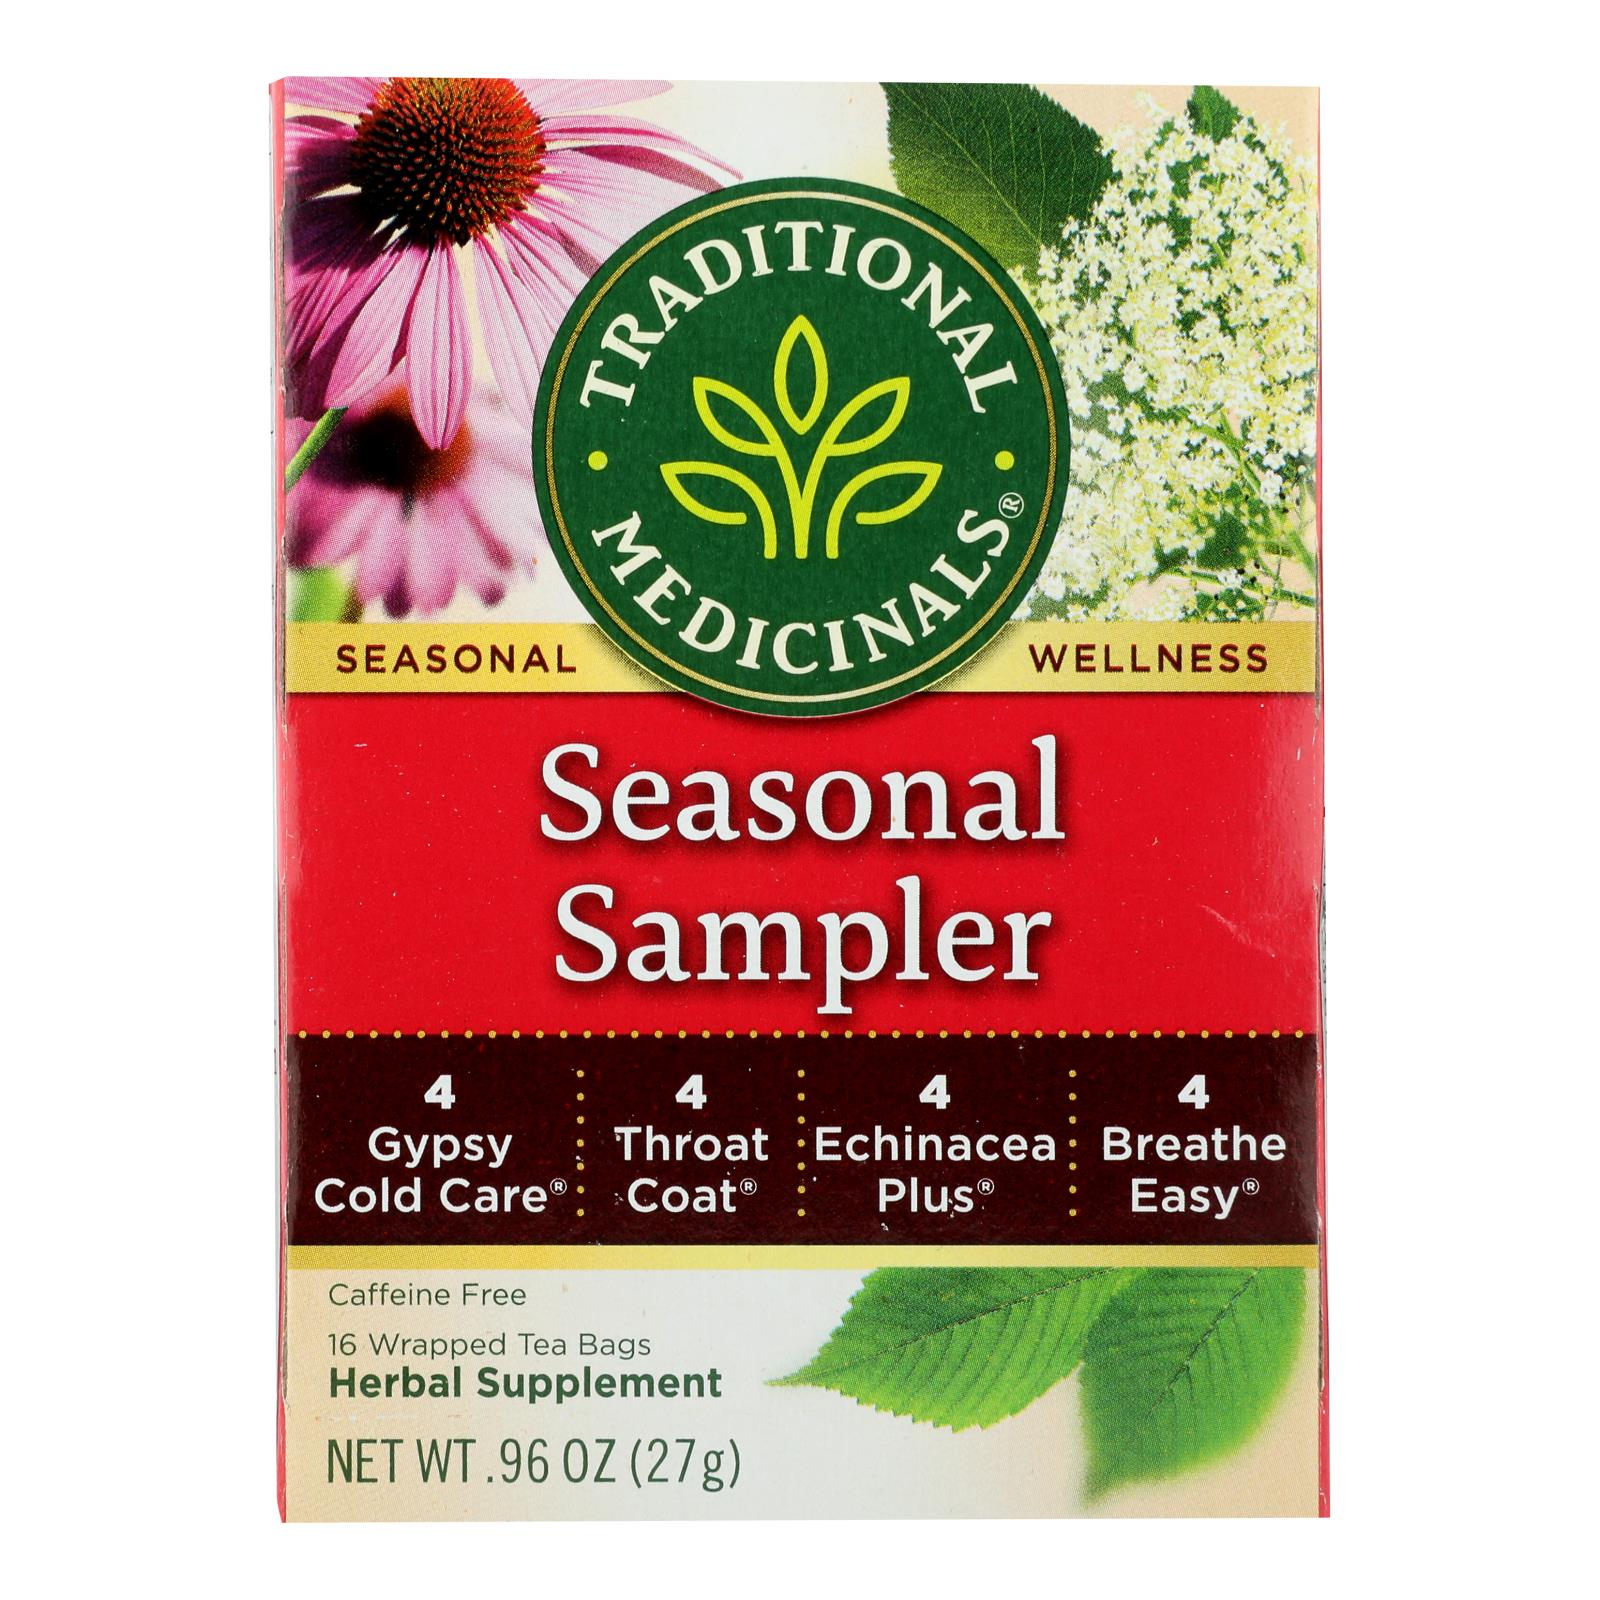 TRADITIONAL
MEDICINALS®
SEASONAL WELLNESS
Seasonal
Sampler
4
Gypsy
Cold Care®
4
Throat
Coat®
4
Echinacea
Plus®
4
Breathe
Easy®
Caffeine Free
16 Wrapped Tea Bags
Herbal Supplement
NET WT .96 OZ (27g)